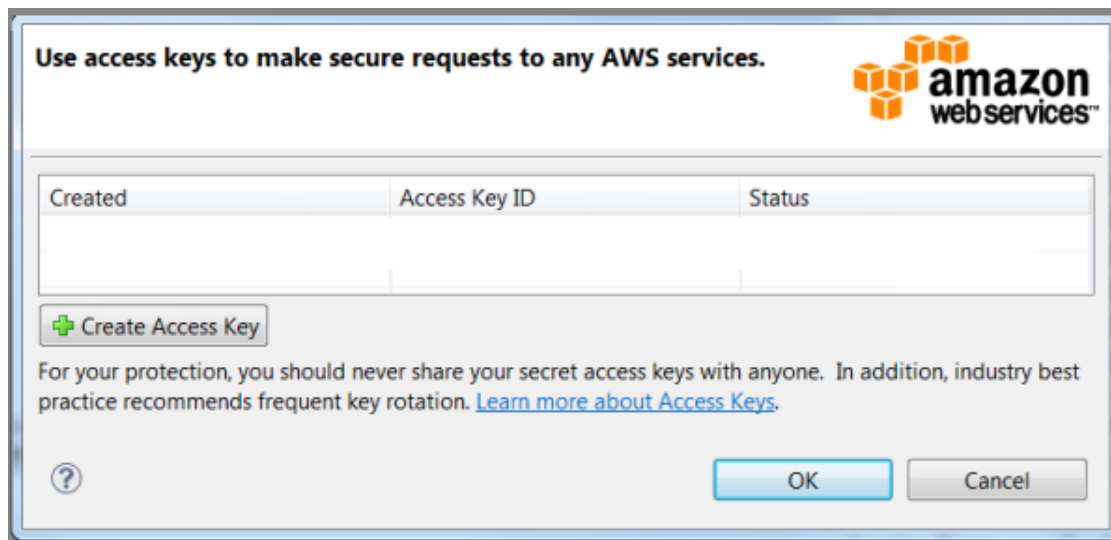 Use access keys to make secure requests to any AWS services.
amazon
webservices™
Created Access Key ID Status
Create Access Key
For your protection, you should never share your secret access keys with anyone. In addition, industry best
practice recommends frequent key rotation. Learn more about Access Keys.
?
OK Cancel